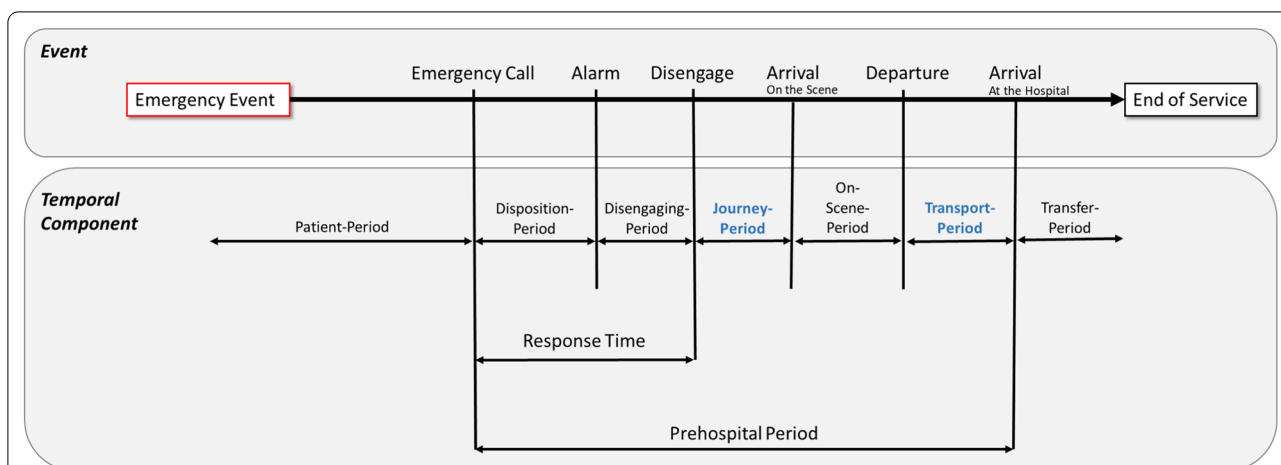 Event
Emergency Call
Alarm
Disengage
Arrival
On the Scene
Departure
Arrival
At the Hospital
Emergency Event
End of Service
Temporal
Component
Patient-Period
Disposition-
Period
Disengaging-
Period
Journey-
Period
On-
Scene-
Period
Transport-
Period
Transfer-
Period
Response Time
Prehospital Period